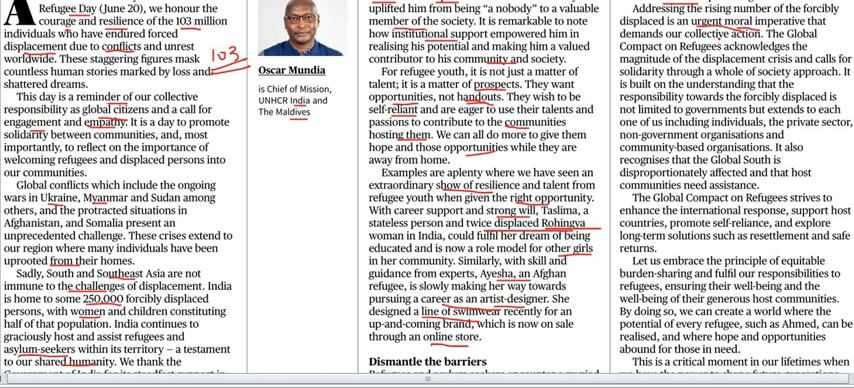 A Refugee Day (June 20), we honour the
courage and resilience of the 103 million
individuals who have endured forced
displacement due to conflicts and unrest
worldwide. These staggering figures mask
countless human stories marked by loss and
shattered dreams.
This day is a reminder of our collective
responsibility as global citizens and a call for
engagement and empathy. It is a day to promote
solidarity between communities, and, most
importantly, to reflect on the importance of
welcoming refugees and displaced persons into
our communities.
Global conflicts which include the ongoing
wars in Ukraine, Myanmar and Sudan among
others, and the protracted situations in
Afghanistan, and Somalia present an
unprecedented challenge. These crises extend to
our region where many individuals have been
uprooted from their homes.
Sadly, South and Southeast Asia are not
immune to the challenges of displacement. India
is home to some 250,000 forcibly displaced
persons, with women and children constituting
half of that population. India continues to
graciously host and assist refugees and
asylum-seekers within its territory — a testament
to our shared humanity. We thank the
103
Oscar Mundia
is Chief of Mission,
UNHCR India and
The Maldives
uplifted him from being “a nobody” to a valuable
member of the society. It is remarkable to note
how institutional support empowered him in
realising his potential and making him a valued
contributor to his community and society.
For refugee youth, it is not just a matter of
talent; it is a matter of prospects. They want
opportunities, not handouts. They wish to be
self-reliant and are eager to use their talents and
passions to contribute to the communities
hosting them. We can all do more to give them
hope and those opportunities while they are
away from home.
Examples are aplenty where we have seen an
extraordinary show of resilience and talent from
refugee youth when given the right opportunity.
With career support and strong will, Taslima, a
stateless person and twice displaced Rohingya
woman in India, could fulfil her dream of being
educated and is now a role model for other girls
in her community. Similarly, with skill and
guidance from experts, Ayesha, an Afghan
refugee, is slowly making her way towards
pursuing a career as an artist-designer. She
designed a line of swimwear recently for an
up-and-coming brand, which is now on sale
through an online store.
Dismantle the barriers
Addressing the rising number of the forcibly
displaced is an urgent moral imperative that
demands our collective action. The Global
Compact on Refugees acknowledges the
magnitude of the displacement crisis and calls for
solidarity through a whole of society approach. It
is built on the understanding that the
responsibility towards the forcibly displaced is
not limited to governments but extends to each
one of us including individuals, the private sector,
non-government organisations and
community-based organisations. It also
recognises that the Global South is
disproportionately affected and that host
communities need assistance.
The Global Compact on Refugees strives to
enhance the international response, support host
countries, promote self-reliance, and explore
long-term solutions such as resettlement and safe
returns.
Let us embrace the principle of equitable
burden-sharing and fulfil our responsibilities to
refugees, ensuring their well-being and the
well-being of their generous host communities.
By doing so, we can create a world where the
potential of every refugee, such as Ahmed, can be
realised, and where hope and opportunities
abound for those in need.
This is a critical moment in our lifetimes when